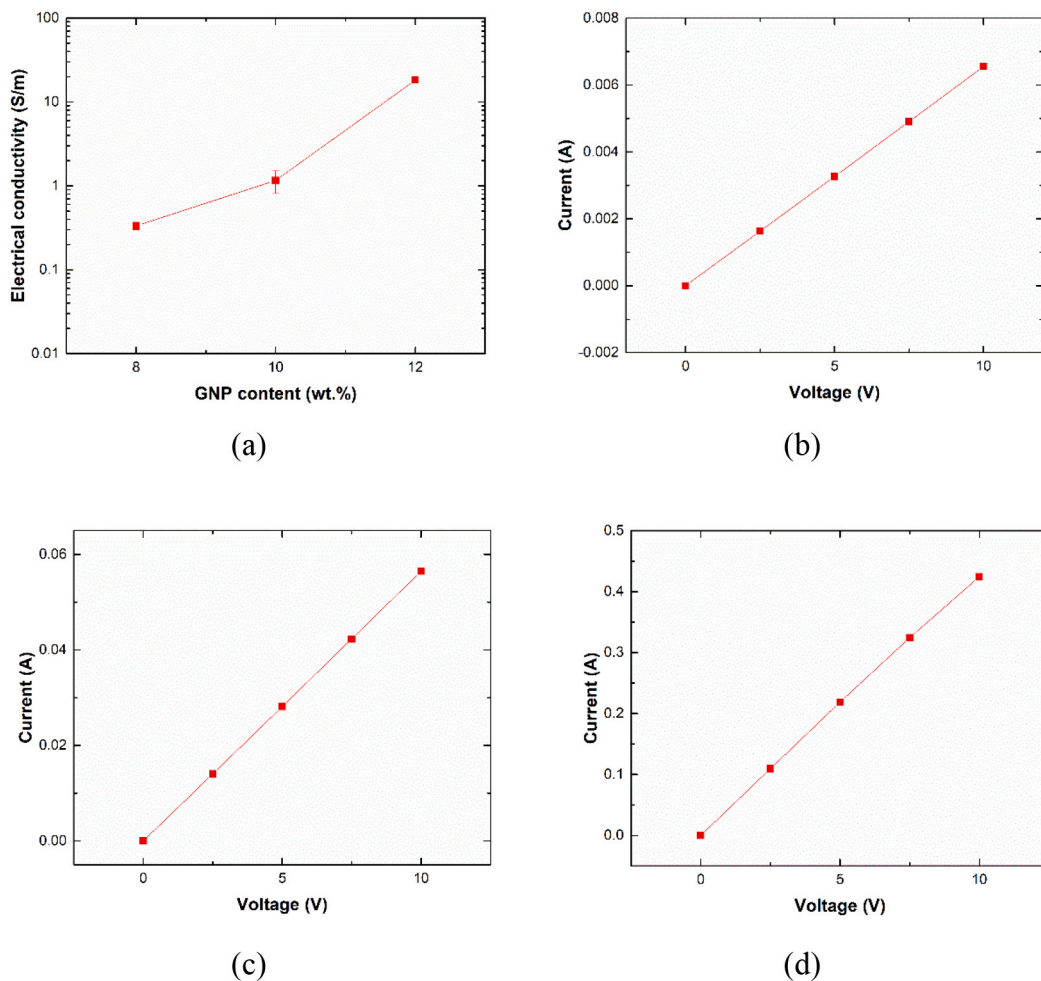 100
10
1
0.1
0.01
Electrical conductivity (S/m)
8 10 12
GNP content (wt.%)
(a)
0.008
0.006
0.004
0.002
0.000
-0.002
Current (A)
0 5 10
Voltage (V)
(b)
0.06
0.04
0.02
0.00
Current (A)
0 5 10
Voltage (V)
(c)
0.5
0.4
0.3
0.2
0.1
0.0
Current (A)
0 5 10
Voltage (V)
(d)